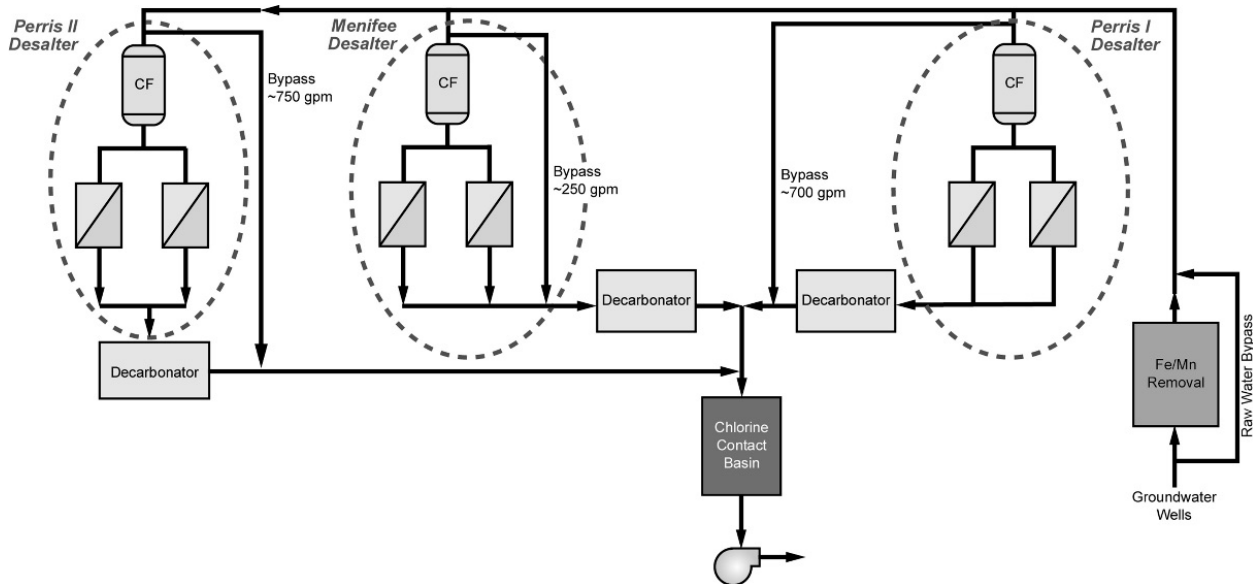 Perris II
Desalter
CF
Bypass
~750 gpm
Decarbonator
Menifee
Desalter
CF
Bypass
~250 gpm
Decarbonator
Bypass
~700 gpm
Decarbonator
CF
Perris I
Desalter
Fe/Mn
Removal
Raw Water Bypass
Groundwater
Wells
Chlorine
Contact
Basin